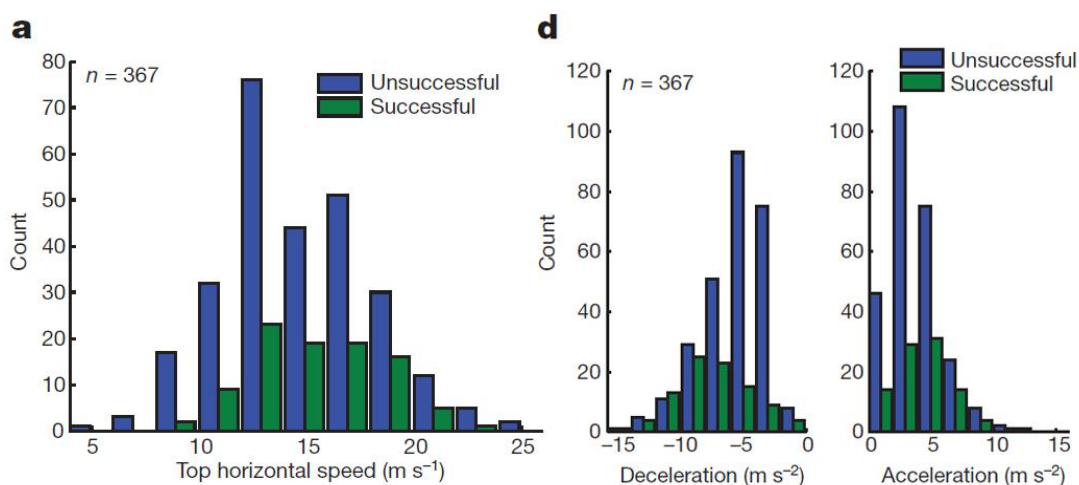 a
80
70
60
50
40
30
20
10
0
Count
n = 367
Unsuccessful
Successful
5
10
15
20
25
Top horizontal speed (m s⁻¹)
d
120
100
80
60
40
20
0
Count
n = 367
−15
−10
−5
0
Deceleration (m s⁻²)
Unsuccessful
Successful
120
100
80
60
40
20
0
0
5
10
15
Acceleration (m s⁻²)